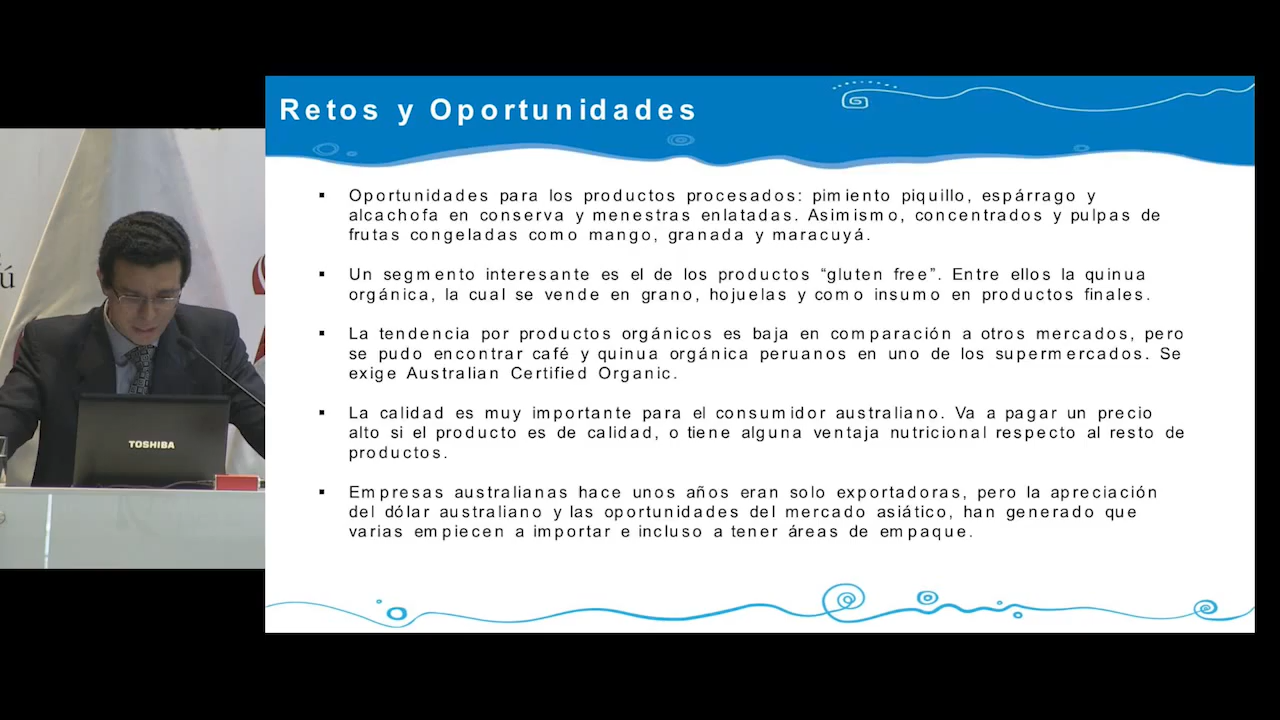 Retos y Oportunidades
▪ Oportunidades para los productos procesados: pimiento piquillo, espárrago y
alcachofa en conserva y menestras enlatadas. Asimismo, concentrados y pulpas de
frutas congeladas como mango, granada y maracuyá.
▪ Un segmento interesante es el de los productos “gluten free”. Entre ellos la quinua
orgánica, la cual se vende en grano, hojuelas y como insumo en productos finales.
▪ La tendencia por productos orgánicos es baja en comparación a otros mercados, pero
se pudo encontrar café y quinua orgánica peruanos en uno de los supermercados. Se
exige Australian Certified Organic.
▪ La calidad es muy importante para el consumidor australiano. Va a pagar un precio
alto si el producto es de calidad, o tiene alguna ventaja nutricional respecto al resto de
productos.
▪ Empresas australianas hace unos años eran solo exportadoras, pero la apreciación
del dólar australiano y las oportunidades del mercado asiático, han generado que
varias empiecen a importar e incluso a tener áreas de empaque.
TOSHIBA